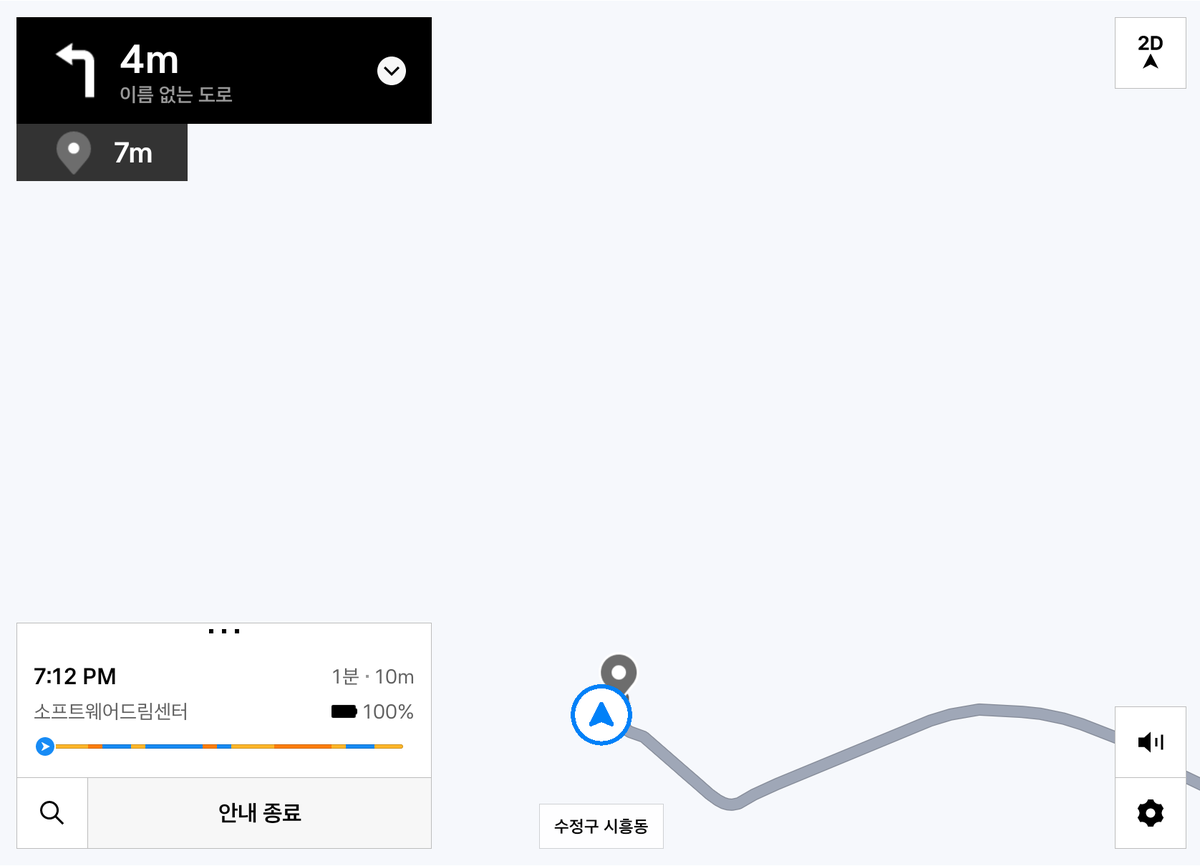 4m
이름 없는 도로
7m
2D
7:12 PM
1분 · 10m
소프트웨어드림센터
100%
안내 종료
수정구 시흥동